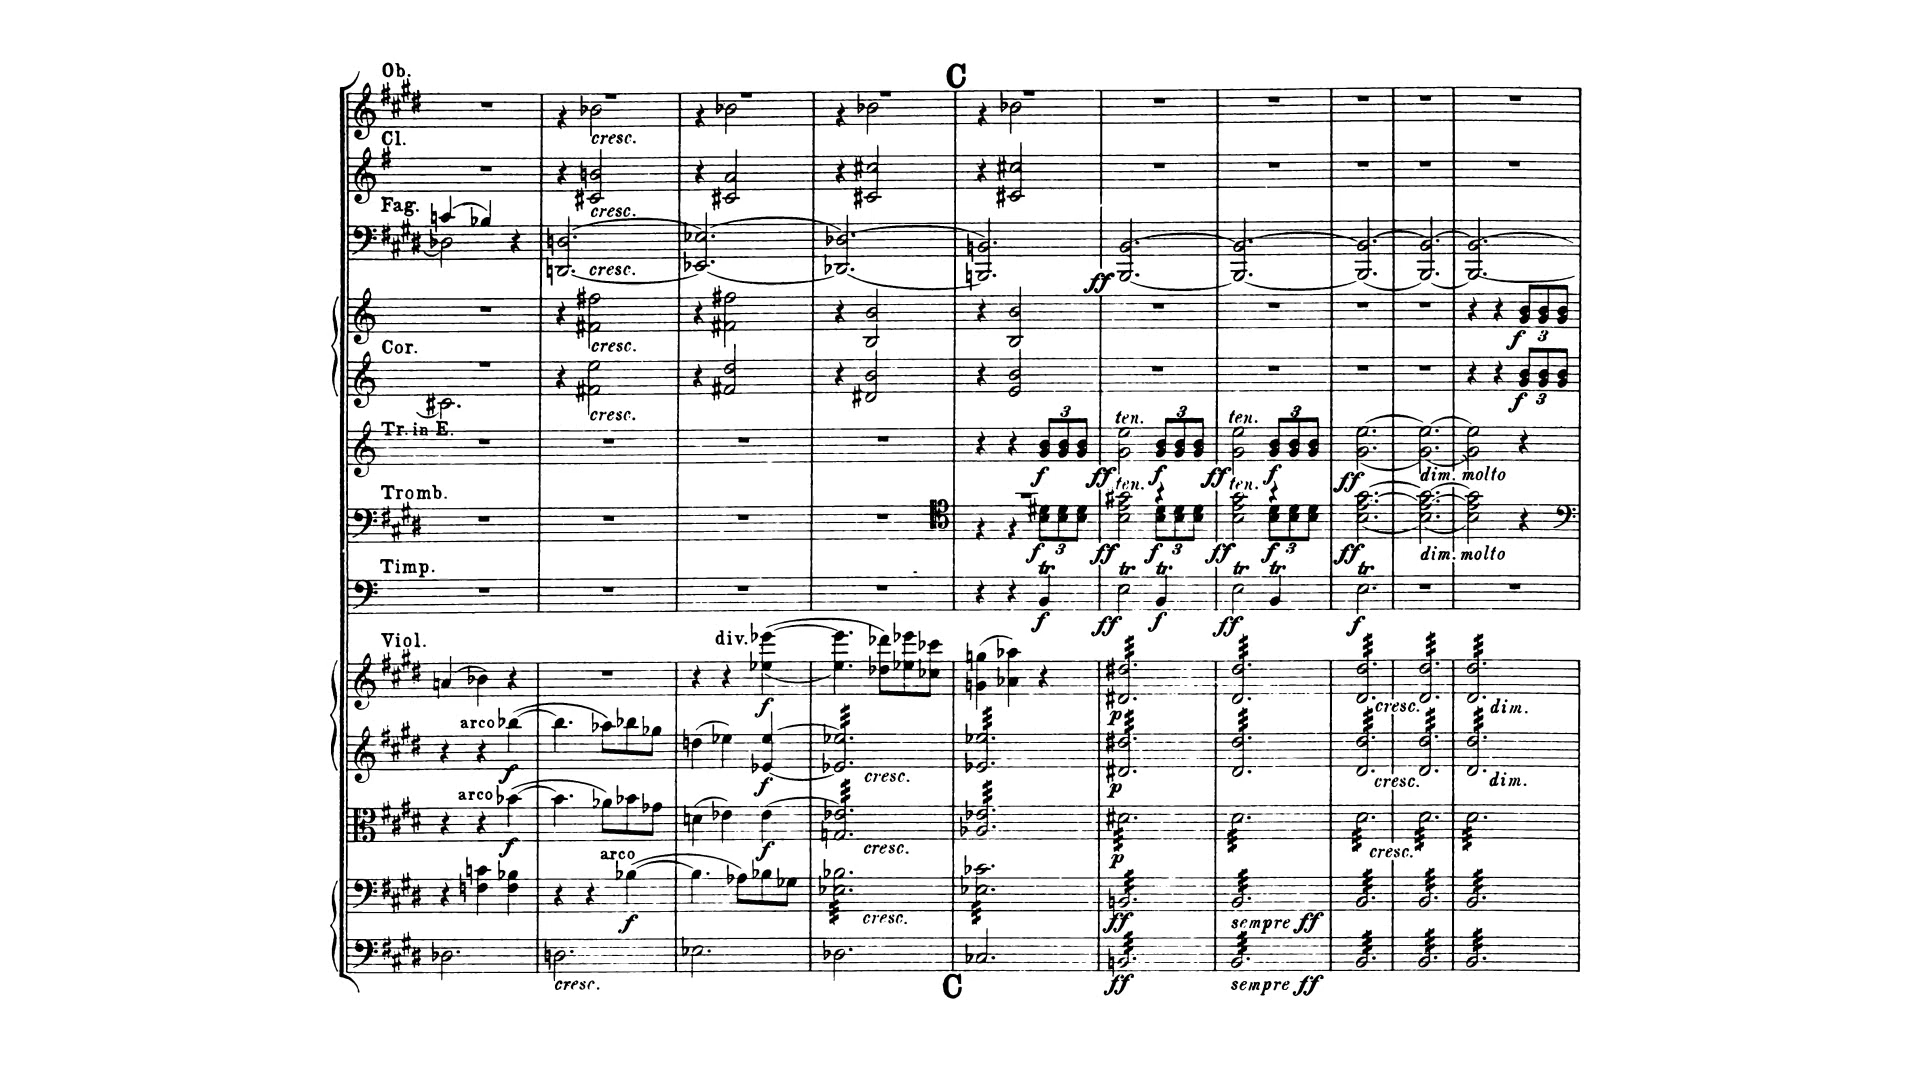 C
Ob.
cresc.
Cl.
cresc.
Fag.
cresc.
ff
cresc.
f 3
Cor.
cresc.
f 3
Tr. in E.
3 ten. 3 ten. 3
f ff f ff f ff dim. molto
Tromb.
ten. ten.
f 3 ff f 3 ff f 3 ff dim. molto
Timp.
tr tr tr tr tr tr
f ff f ff f
Viol.
div.
f p cresc. dim.
arco
f f cresc. p cresc. dim.
arco
f f cresc. p cresc.
arco
f cresc. ff sempre ff
cresc. ff sempre ff
C